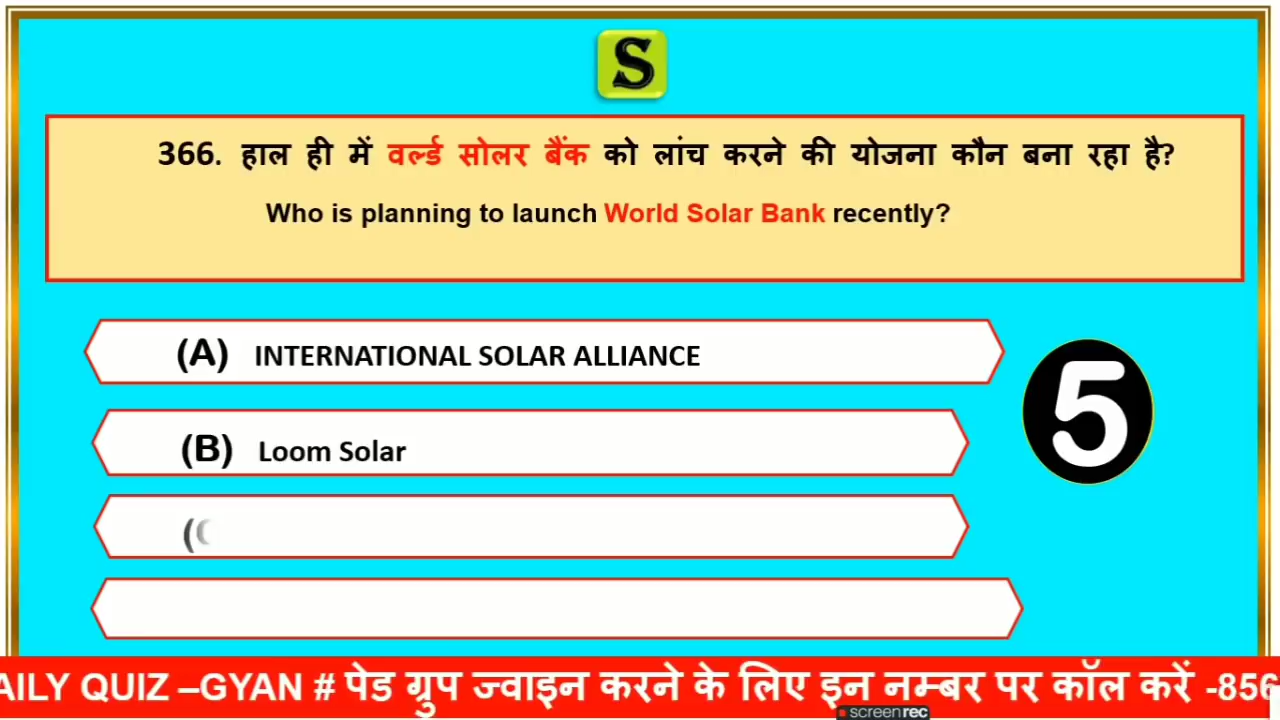 S
366. हाल ही में वर्ल्ड सोलर बैंक को लांच करने की योजना कौन बना रहा है?
Who is planning to launch World Solar Bank recently?
(A) INTERNATIONAL SOLAR ALLIANCE
5
(B) Loom Solar
(C
AILY QUIZ –GYAN # पेड ग्रुप ज्वाइन करने के लिए इन नम्बर पर कॉल करें -856
screenrec